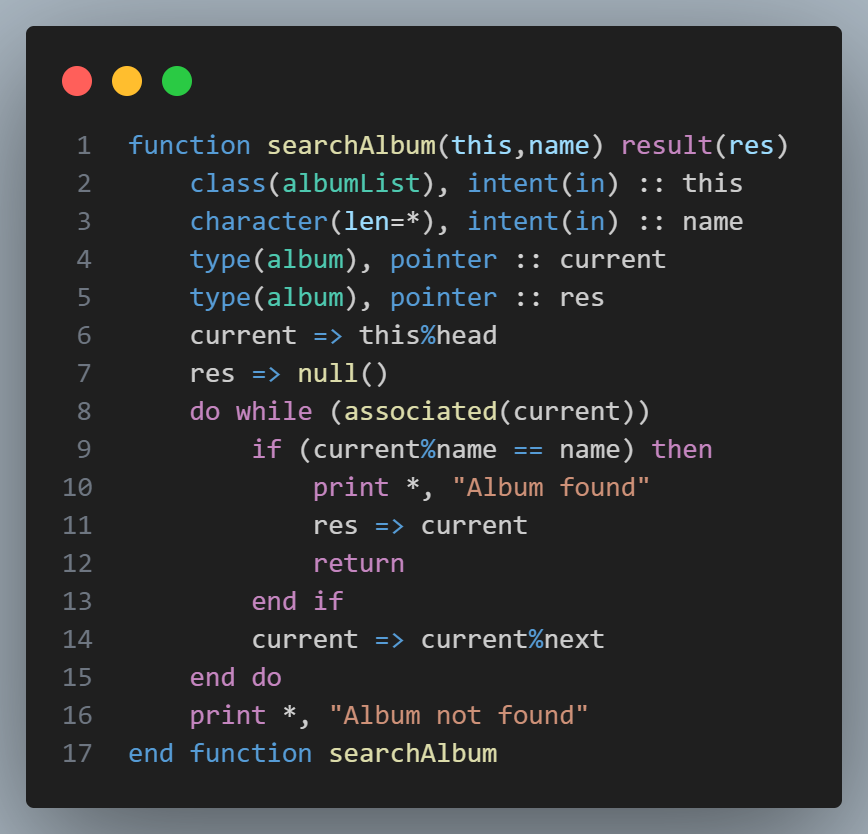 1 function searchAlbum(this,name) result(res)
2     class(albumList), intent(in) :: this
3     character(len=*), intent(in) :: name
4     type(album), pointer :: current
5     type(album), pointer :: res
6     current => this%head
7     res => null()
8     do while (associated(current))
9         if (current%name == name) then
10             print *, "Album found"
11             res => current
12             return
13         end if
14         current => current%next
15     end do
16     print *, "Album not found"
17 end function searchAlbum